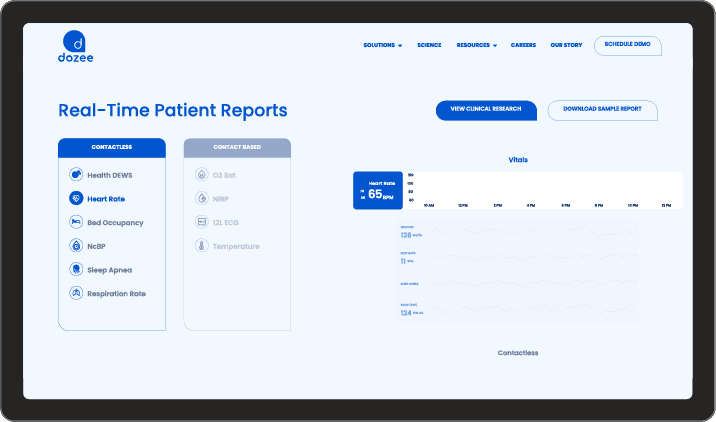 dozee
SOLUTIONS
SCIENCE
RESOURCES
CAREERS
OUR STORY
SCHEDULE DEMO
Real-Time Patient Reports
VIEW CLINICAL RESEARCH
DOWNLOAD SAMPLE REPORT
CONTACTLESS
Health DEWS
Heart Rate
Bed Occupancy
NcBP
Sleep Apnea
Respiration Rate
CONTACT BASED
O2 Sat
NiBP
12L ECG
Temperature
Vitals
Heart Rate
65 BPM
10 AM
12 PM
2 PM
4 PM
6 PM
8 PM
10 PM
12 PM
128
11
124
Contactless